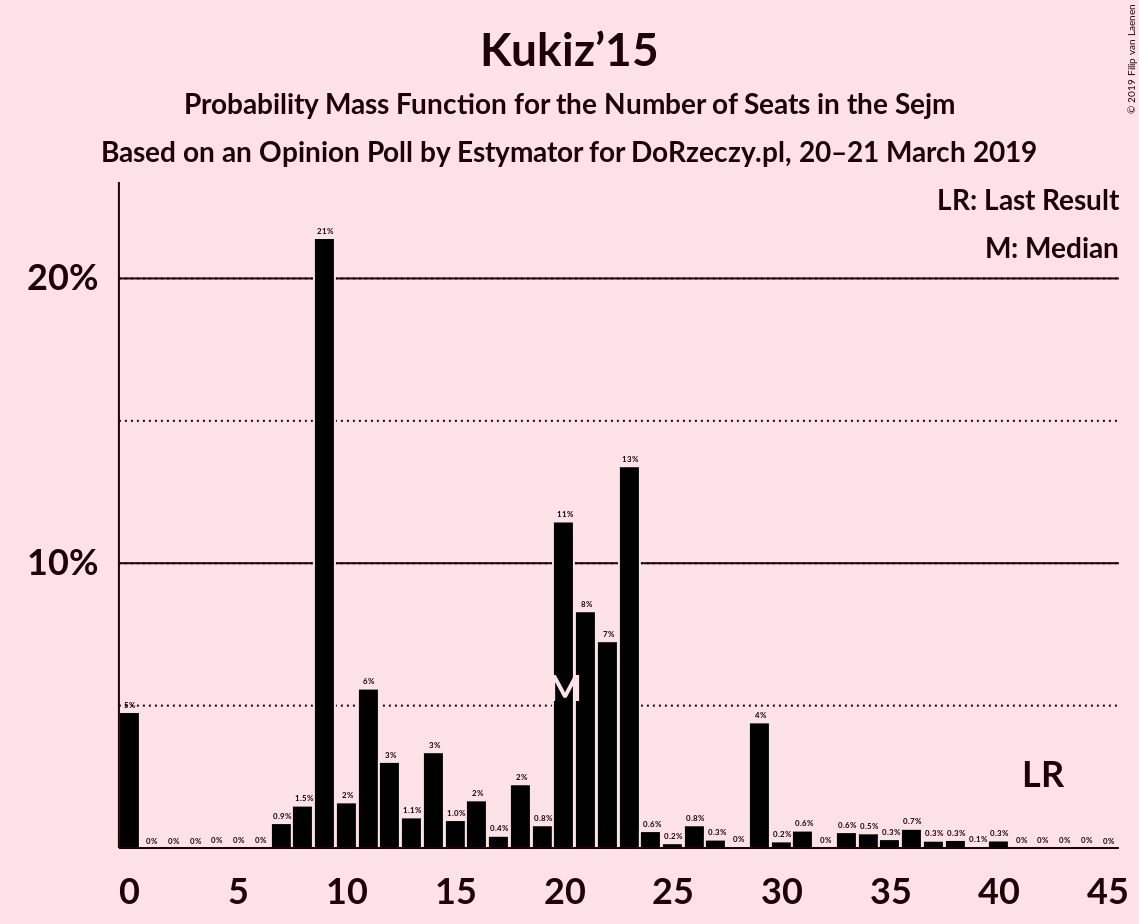 Kukiz’15
Probability Mass Function for the Number of Seats in the Sejm
Based on an Opinion Poll by Estymator for DoRzeczy.pl, 20–21 March 2019
© 2019 Filip van Laenen
LR: Last Result
M: Median
20%
10%
5% 0% 0% 0% 0% 0% 0% 0.9% 1.5% 21% 2% 6% 3% 1.1% 3% 1.0% 2% 0.4% 2% 0.8% 11% 8% 7% 13% 0.6% 0.2% 0.8% 0.3% 0% 4% 0.2% 0.6% 0% 0.6% 0.5% 0.3% 0.7% 0.3% 0.3% 0.1% 0.3% 0% 0% 0% 0% 0%
M
LR
0 5 10 15 20 25 30 35 40 45